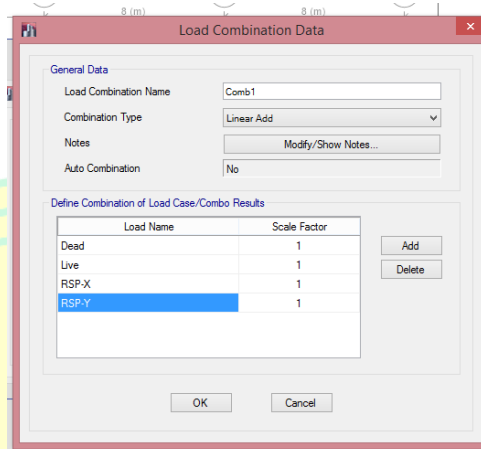 8 (m) 8 (m)
Load Combination Data
General Data
Load Combination Name Comb1
Combination Type Linear Add
Notes Modify/Show Notes...
Auto Combination No
Define Combination of Load Case/Combo Results
Load Name Scale Factor
Dead 1 Add
Live 1 Delete
RSP-X 1
RSP-Y 1
OK Cancel